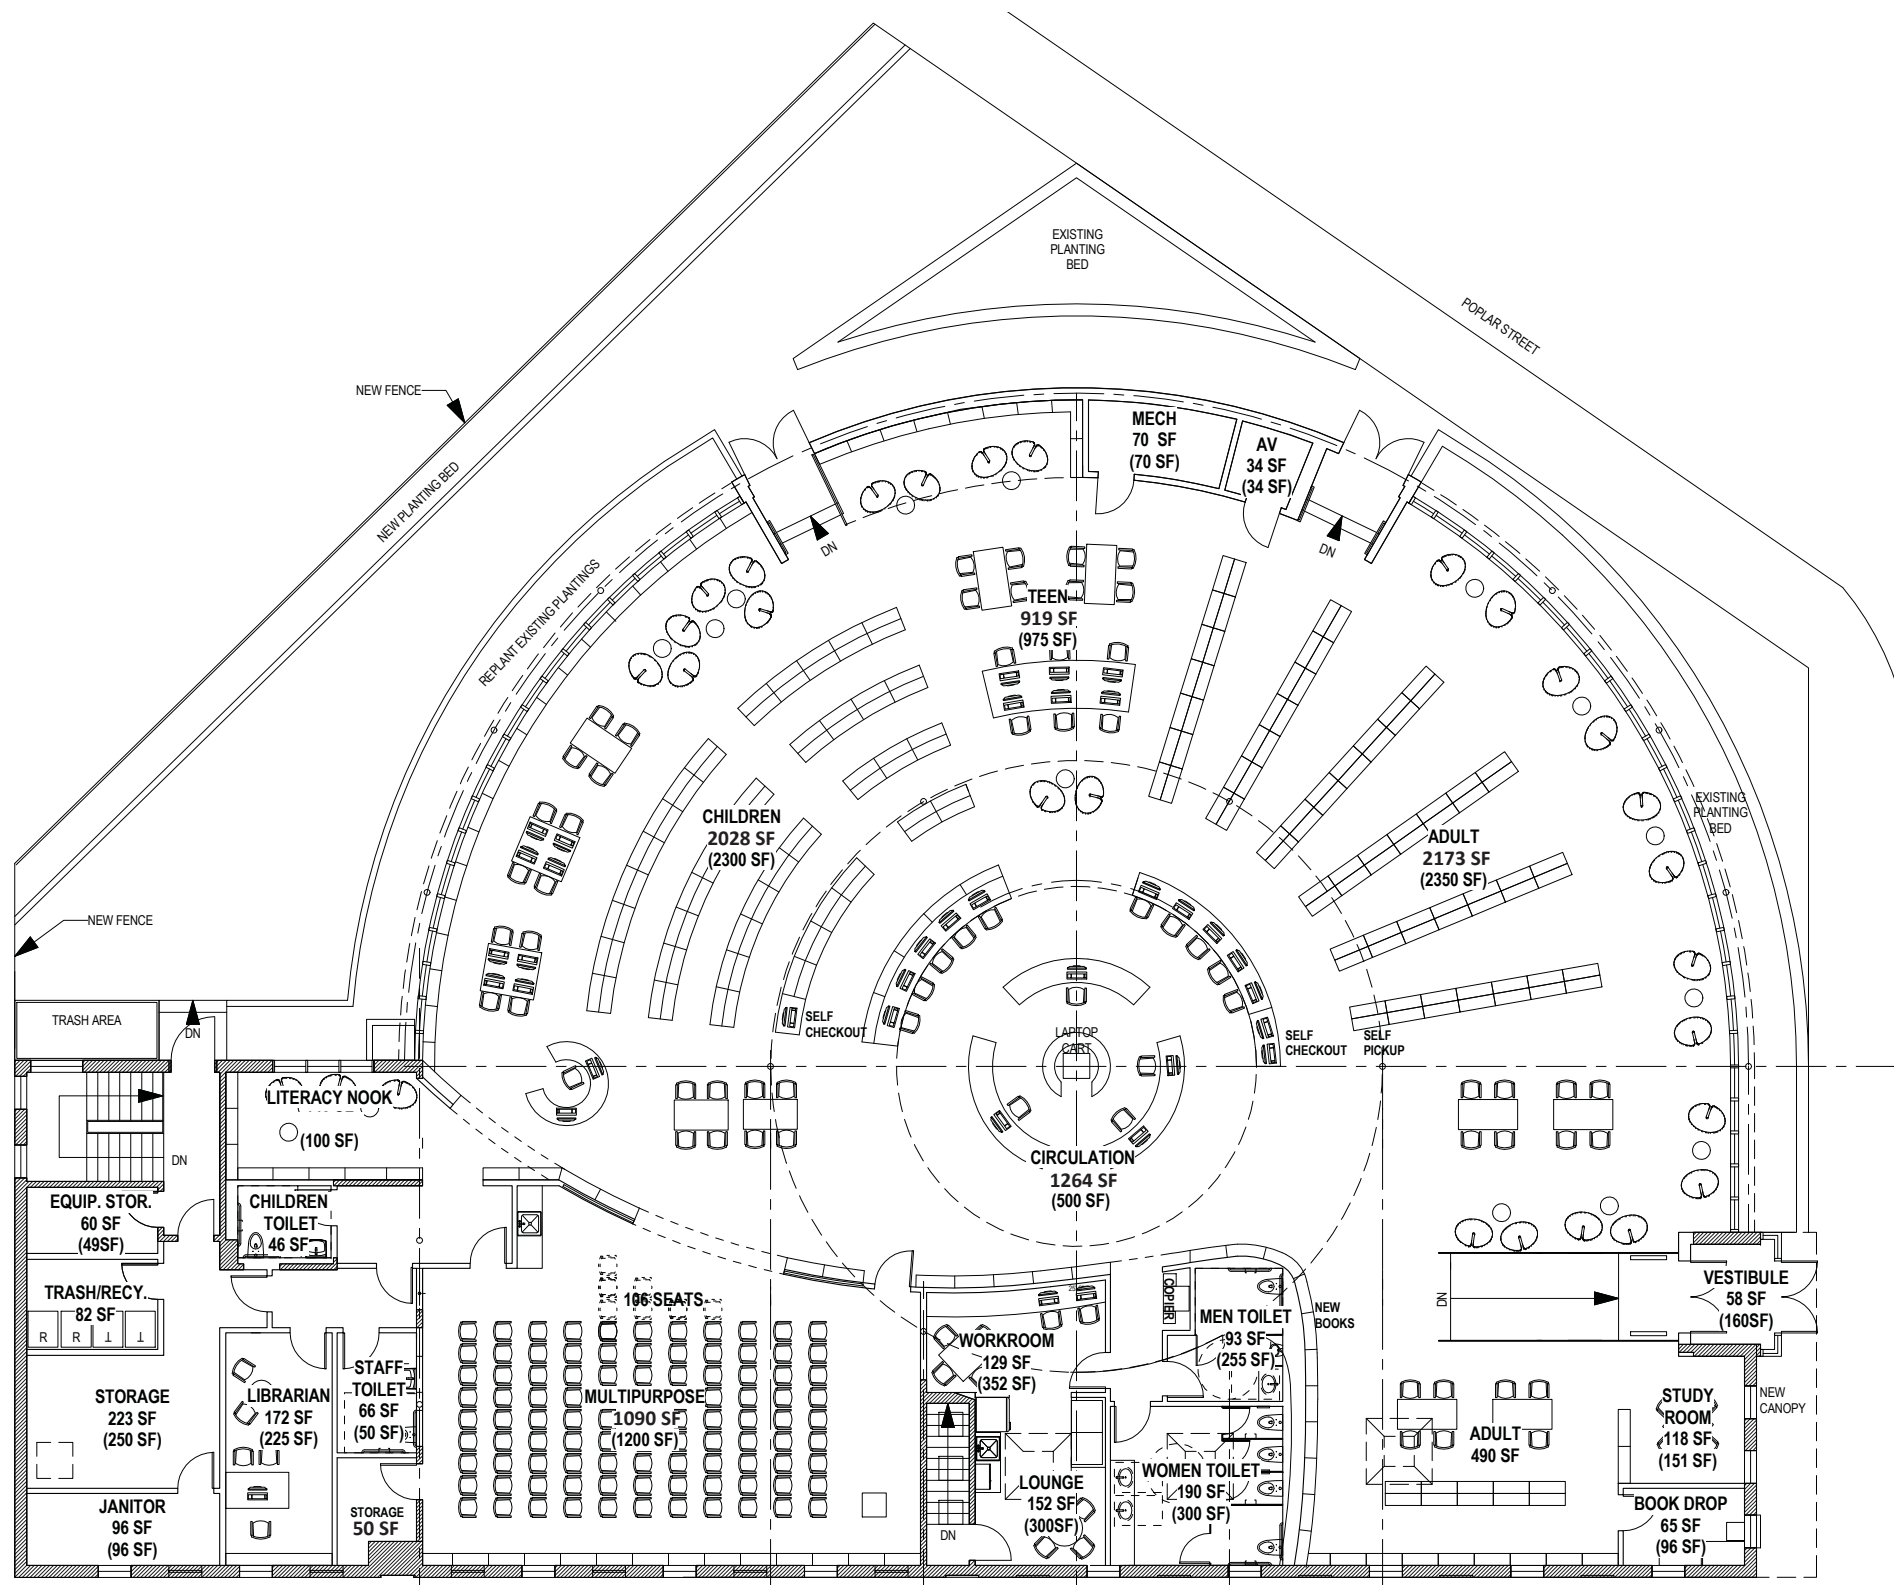 EXISTING
PLANTING
BED
POPLAR STREET
NEW FENCE
NEW PLANTING BED
REPLANT EXISTING PLANTINGS
MECH
70 SF
(70 SF)
AV
34 SF
(34 SF)
DN
DN
TEEN
919 SF
(975 SF)
CHILDREN
2028 SF
(2300 SF)
ADULT
2173 SF
(2350 SF)
EXISTING
PLANTING
BED
NEW FENCE
TRASH AREA
DN
SELF
CHECKOUT
LAPTOP
CART
SELF
CHECKOUT
SELF
PICKUP
LITERACY NOOK
(100 SF)
DN
CIRCULATION
1264 SF
(500 SF)
EQUIP. STOR.
60 SF
(49SF)
CHILDREN
TOILET
46 SF
TRASH/RECY.
82 SF
R
R
T
T
106 SEATS
COPIER
MEN TOILET
93 SF
(255 SF)
NEW
BOOKS
DN
VESTIBULE
58 SF
(160SF)
WORKROOM
129 SF
(352 SF)
STORAGE
223 SF
(250 SF)
LIBRARIAN
172 SF
(225 SF)
STAFF
TOILET
66 SF
(50 SF)
MULTIPURPOSE
1090 SF
(1200 SF)
ADULT
490 SF
STUDY
ROOM
118 SF
(151 SF)
NEW
CANOPY
LOUNGE
152 SF
(300SF)
WOMEN TOILET
190 SF
(300 SF)
JANITOR
96 SF
(96 SF)
STORAGE
50 SF
DN
BOOK DROP
65 SF
(96 SF)